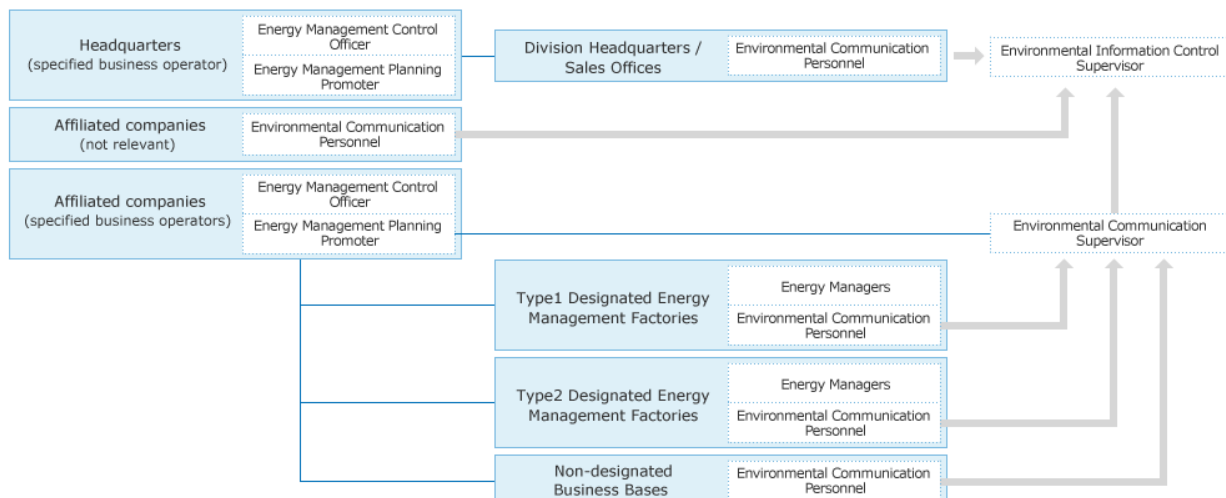 Headquarters
(specified business operator)
Energy Management Control
Officer
Energy Management Planning
Promoter
Division Headquarters /
Sales Offices
Environmental Communication
Personnel
Environmental Information Control
Supervisor
Affiliated companies
(not relevant)
Environmental Communication
Personnel
Affiliated companies
(specified business operators)
Energy Management Control
Officer
Energy Management Planning
Promoter
Environmental Communication
Supervisor
Type1 Designated Energy
Management Factories
Energy Managers
Environmental Communication
Personnel
Type2 Designated Energy
Management Factories
Energy Managers
Environmental Communication
Personnel
Non-designated
Business Bases
Environmental Communication
Personnel